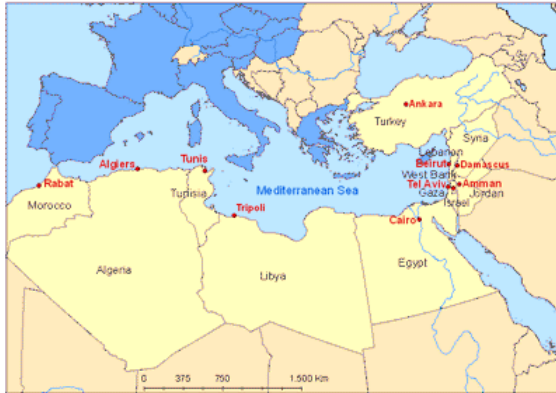 Ankara
Turkey
Syria
Lebanon
Beirut
Damascus
West Bank
Tel Aviv
Amman
Gaza
Jordan
Israel
Algiers
Tunis
Rabat
Tunisia
Mediterranean Sea
Morocco
Tripoli
Cairo
Algeria
Libya
Egypt
0 375 750 1,500 Km